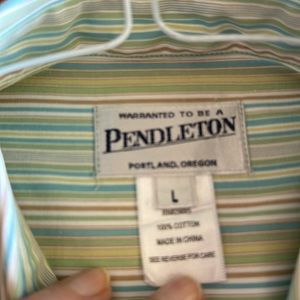 WARRANTED TO BE A
PENDLETON
PORTLAND, OREGON
L
100% COTTON
MADE IN CHINA
SEE REVERSE FOR CARE